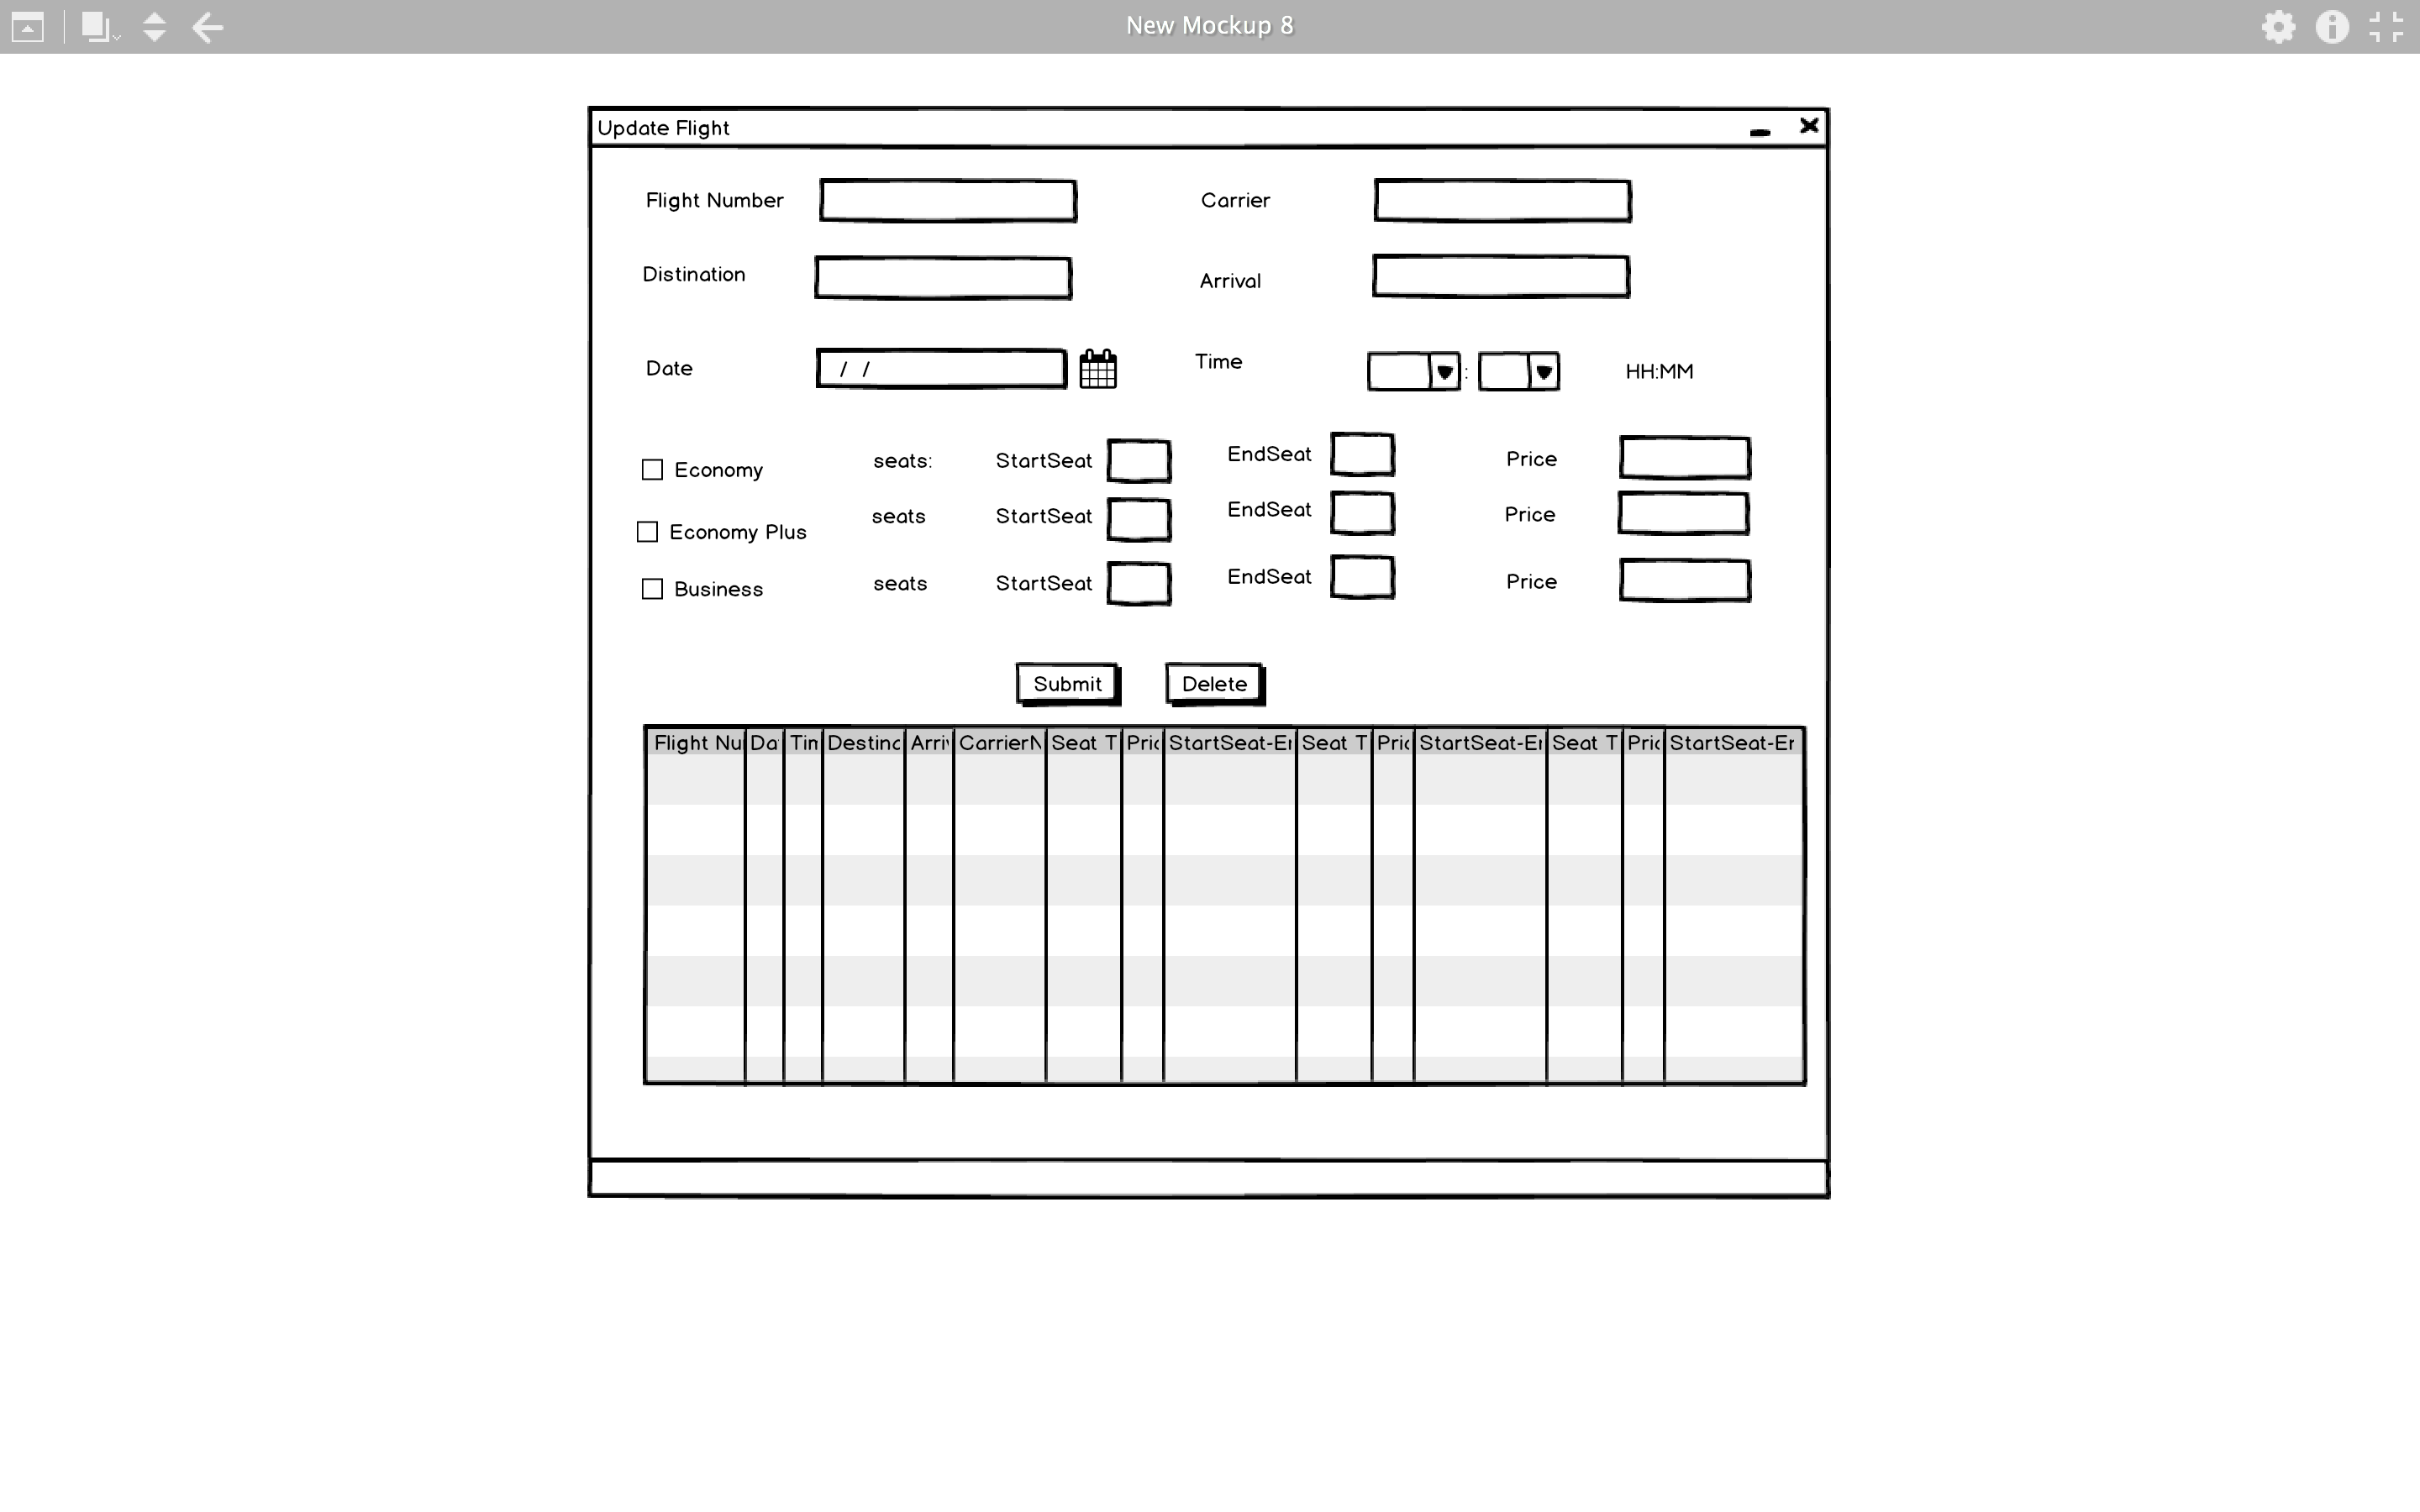 New Mockup 8
Update Flight
Flight Number Carrier
Distination Arrival
Date / / Time : HH:MM
Economy seats: StartSeat EndSeat Price
Economy Plus seats StartSeat EndSeat Price
Business seats StartSeat EndSeat Price
Submit Delete
Flight Nu Da Tim Destinc Arriv CarrierN Seat T Pric StartSeat-Er Seat T Pric StartSeat-Er Seat T Pric StartSeat-Er